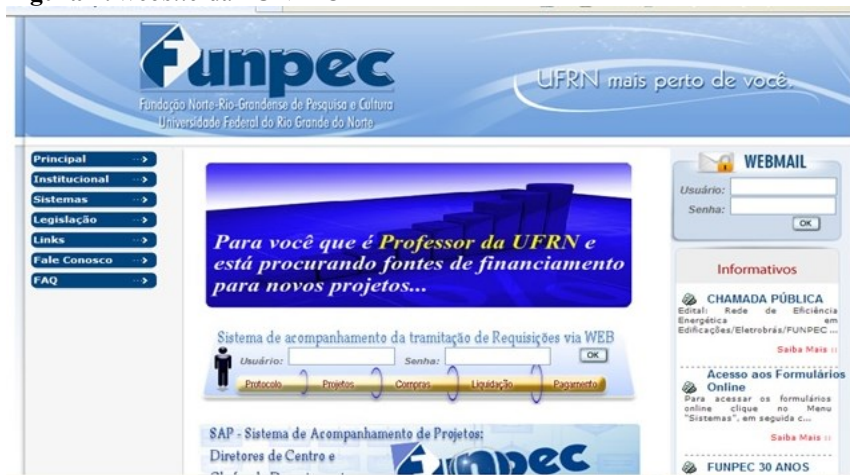 Funpec
Fundação Norte-Rio-Grandense de Pesquisa e Cultura
Universidade Federal do Rio Grande do Norte
UFRN mais perto de você.
Principal
Institucional
Sistemas
Legislação
Links
Fale Conosco
FAQ
Para você que é Professor da UFRN e
está procurando fontes de financiamento
para novos projetos...
Sistema de acompanhamento da tramitação de Requisições via WEB
Usuário: Senha: OK
Protocolo Projetos Compras Liquidação Pagamento
SAP - Sistema de Acompanhamento de Projetos:
Diretores de Centro e
Funpec
WEBMAIL
Usuário:
Senha:
OK
Informativos
CHAMADA PÚBLICA
Edital: Rede de Eficiência
Energética em
Edificações/Eletrobrás/FUNPEC ...
Saiba Mais ::
Acesso aos Formulários
Online
Para acessar os formulários
online clique no Menu
"Sistemas", em seguida c...
Saiba Mais ::
FUNPEC 30 ANOS